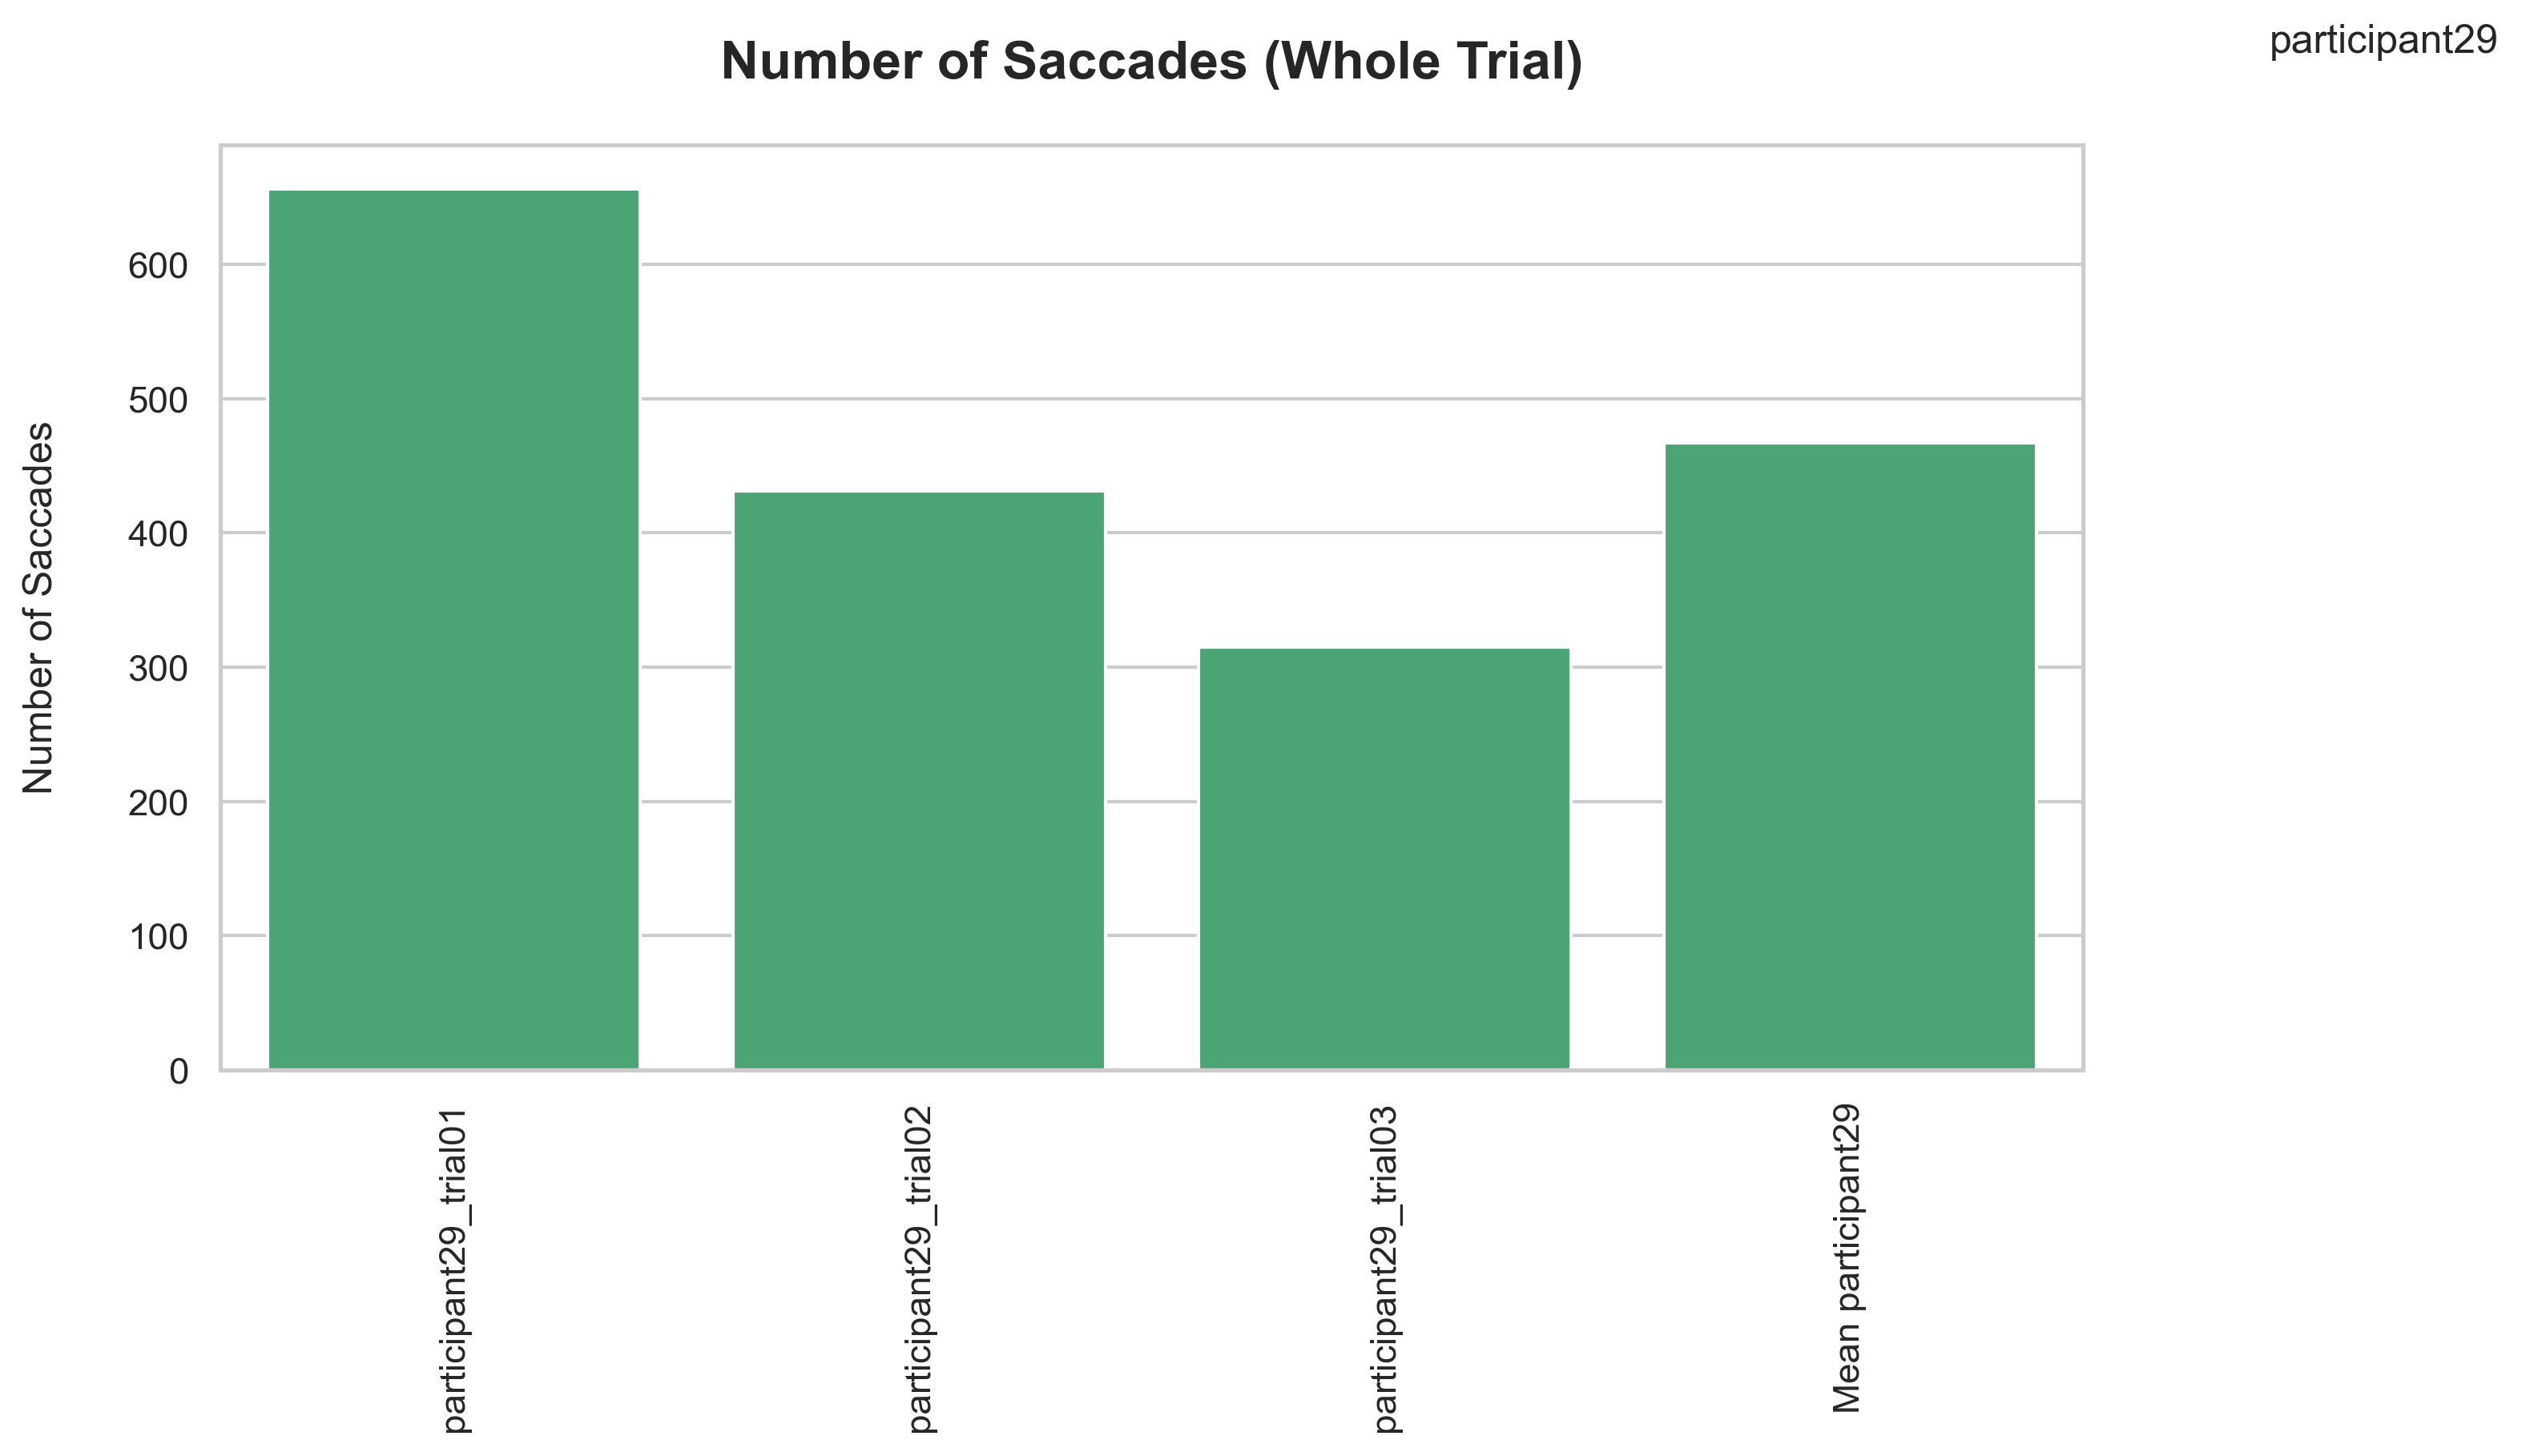 participant29
Number of Saccades (Whole Trial)
Number of Saccades
600
500
400
300
200
100
0
participant29_trial01
participant29_trial02
participant29_trial03
Mean participant29